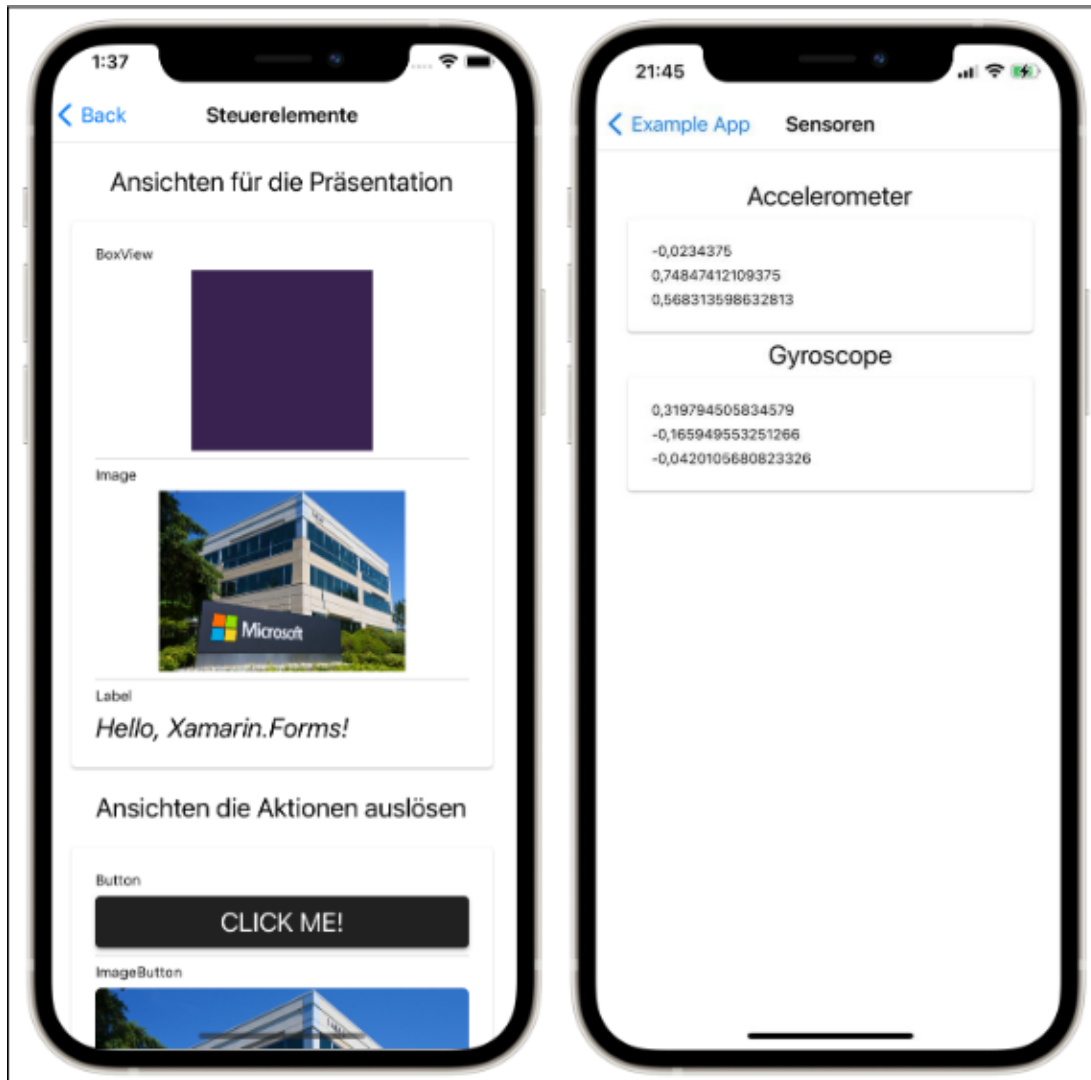 1:37
Back
Steuerelemente
Ansichten für die Präsentation
BoxView
Image
Microsoft
Label
Hello, Xamarin.Forms!
Ansichten die Aktionen auslösen
Button
CLICK ME!
ImageButton
21:45
Example App
Sensoren
Accelerometer
-0,0234375
0,74847412109375
0,568313598632813
Gyroscope
0,319794505834579
-0,165949553251266
-0,0420105680823326